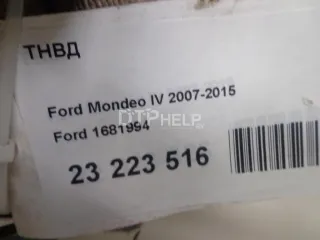 ТНВД
Ford Mondeo IV 2007-2015
DTPHELP
Ford 1681994
23 223 516